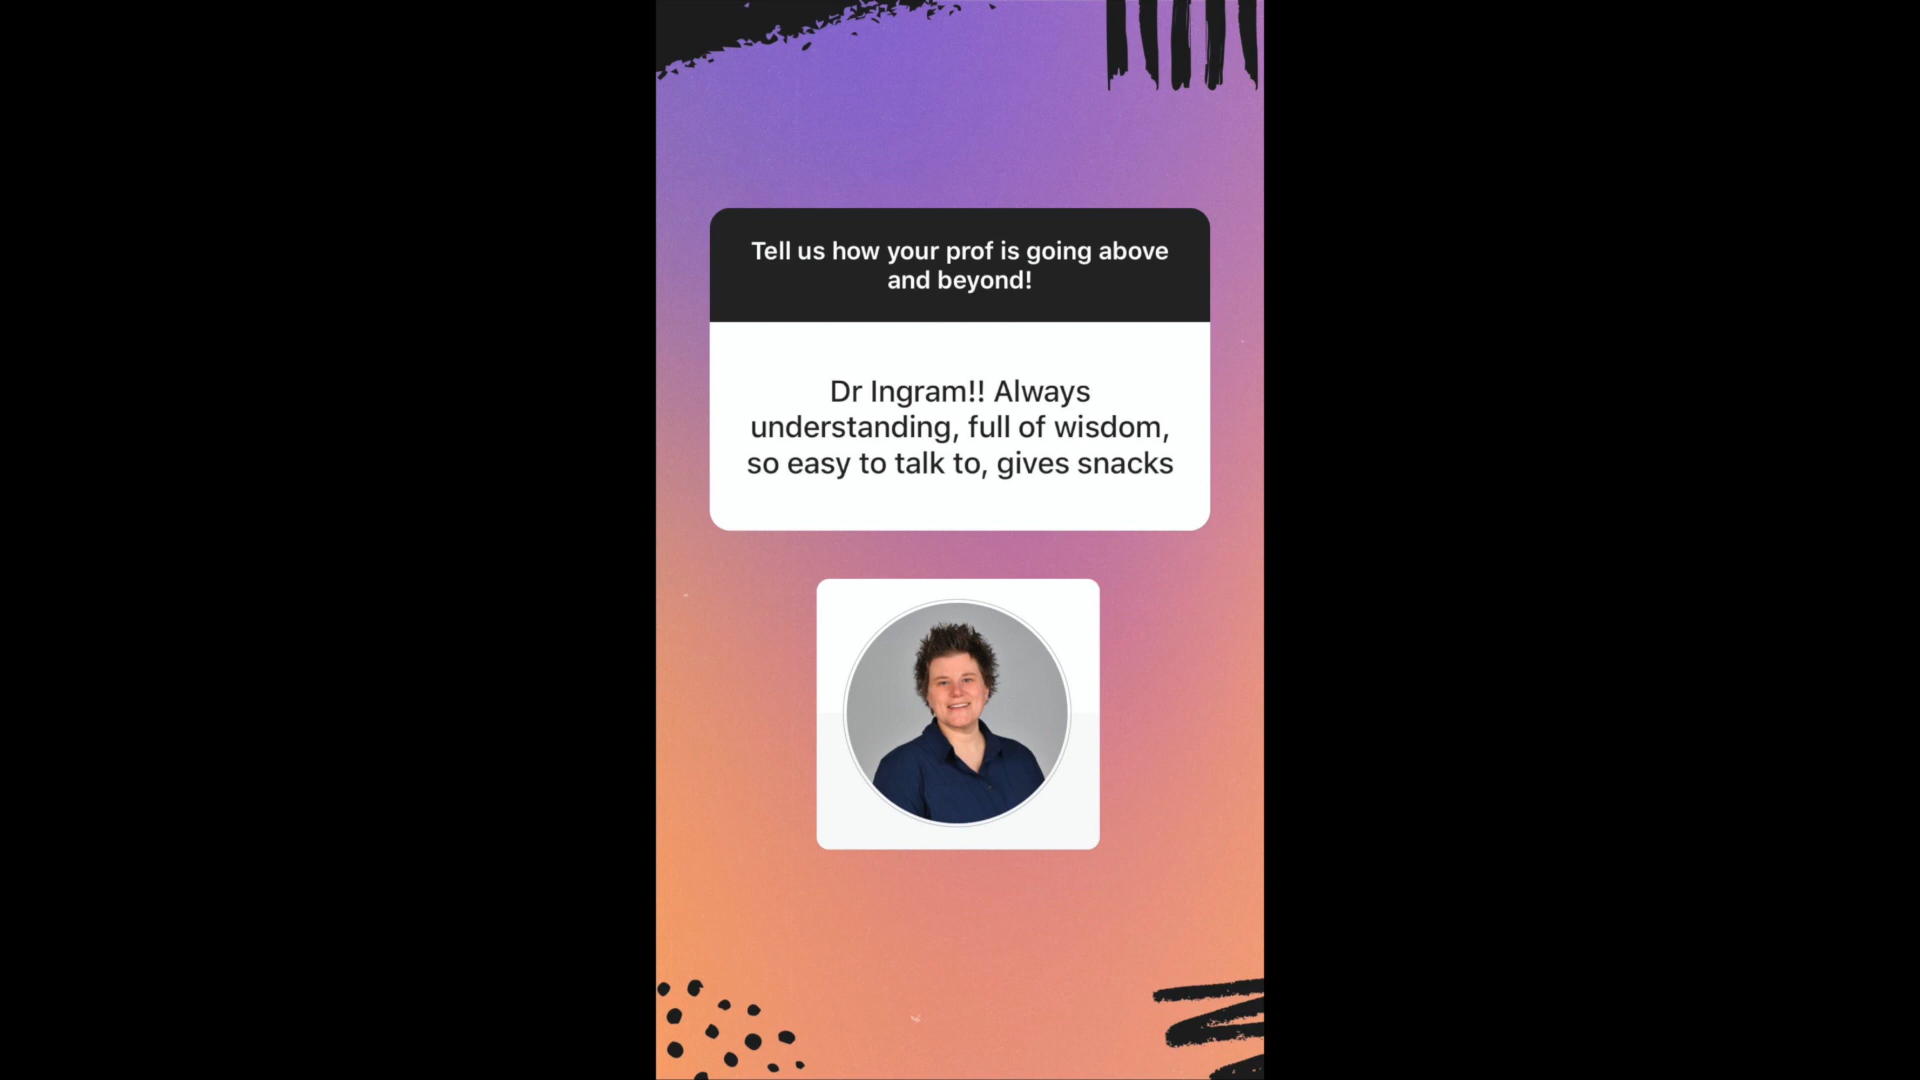 Tell us how your prof is going above
and beyond!
Dr Ingram!! Always
understanding, full of wisdom,
so easy to talk to, gives snacks